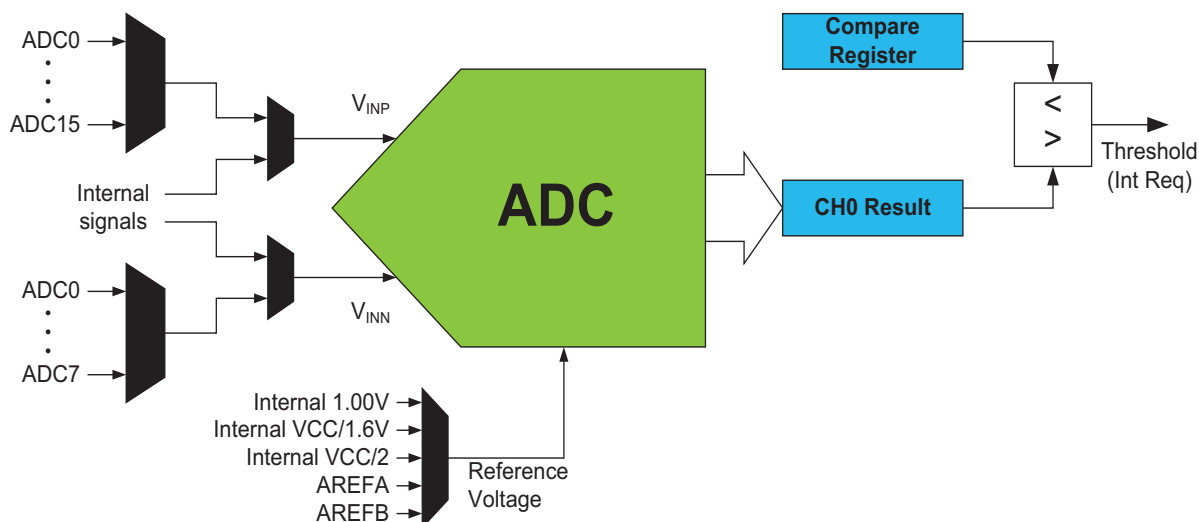 ADC0
ADC15
Internal
signals
ADC0
ADC7
VINP
VINN
ADC
Internal 1.00V
Internal VCC/1.6V
Internal VCC/2
AREFA
AREFB
Reference
Voltage
Compare
Register
CH0 Result
<
>
Threshold
(Int Req)